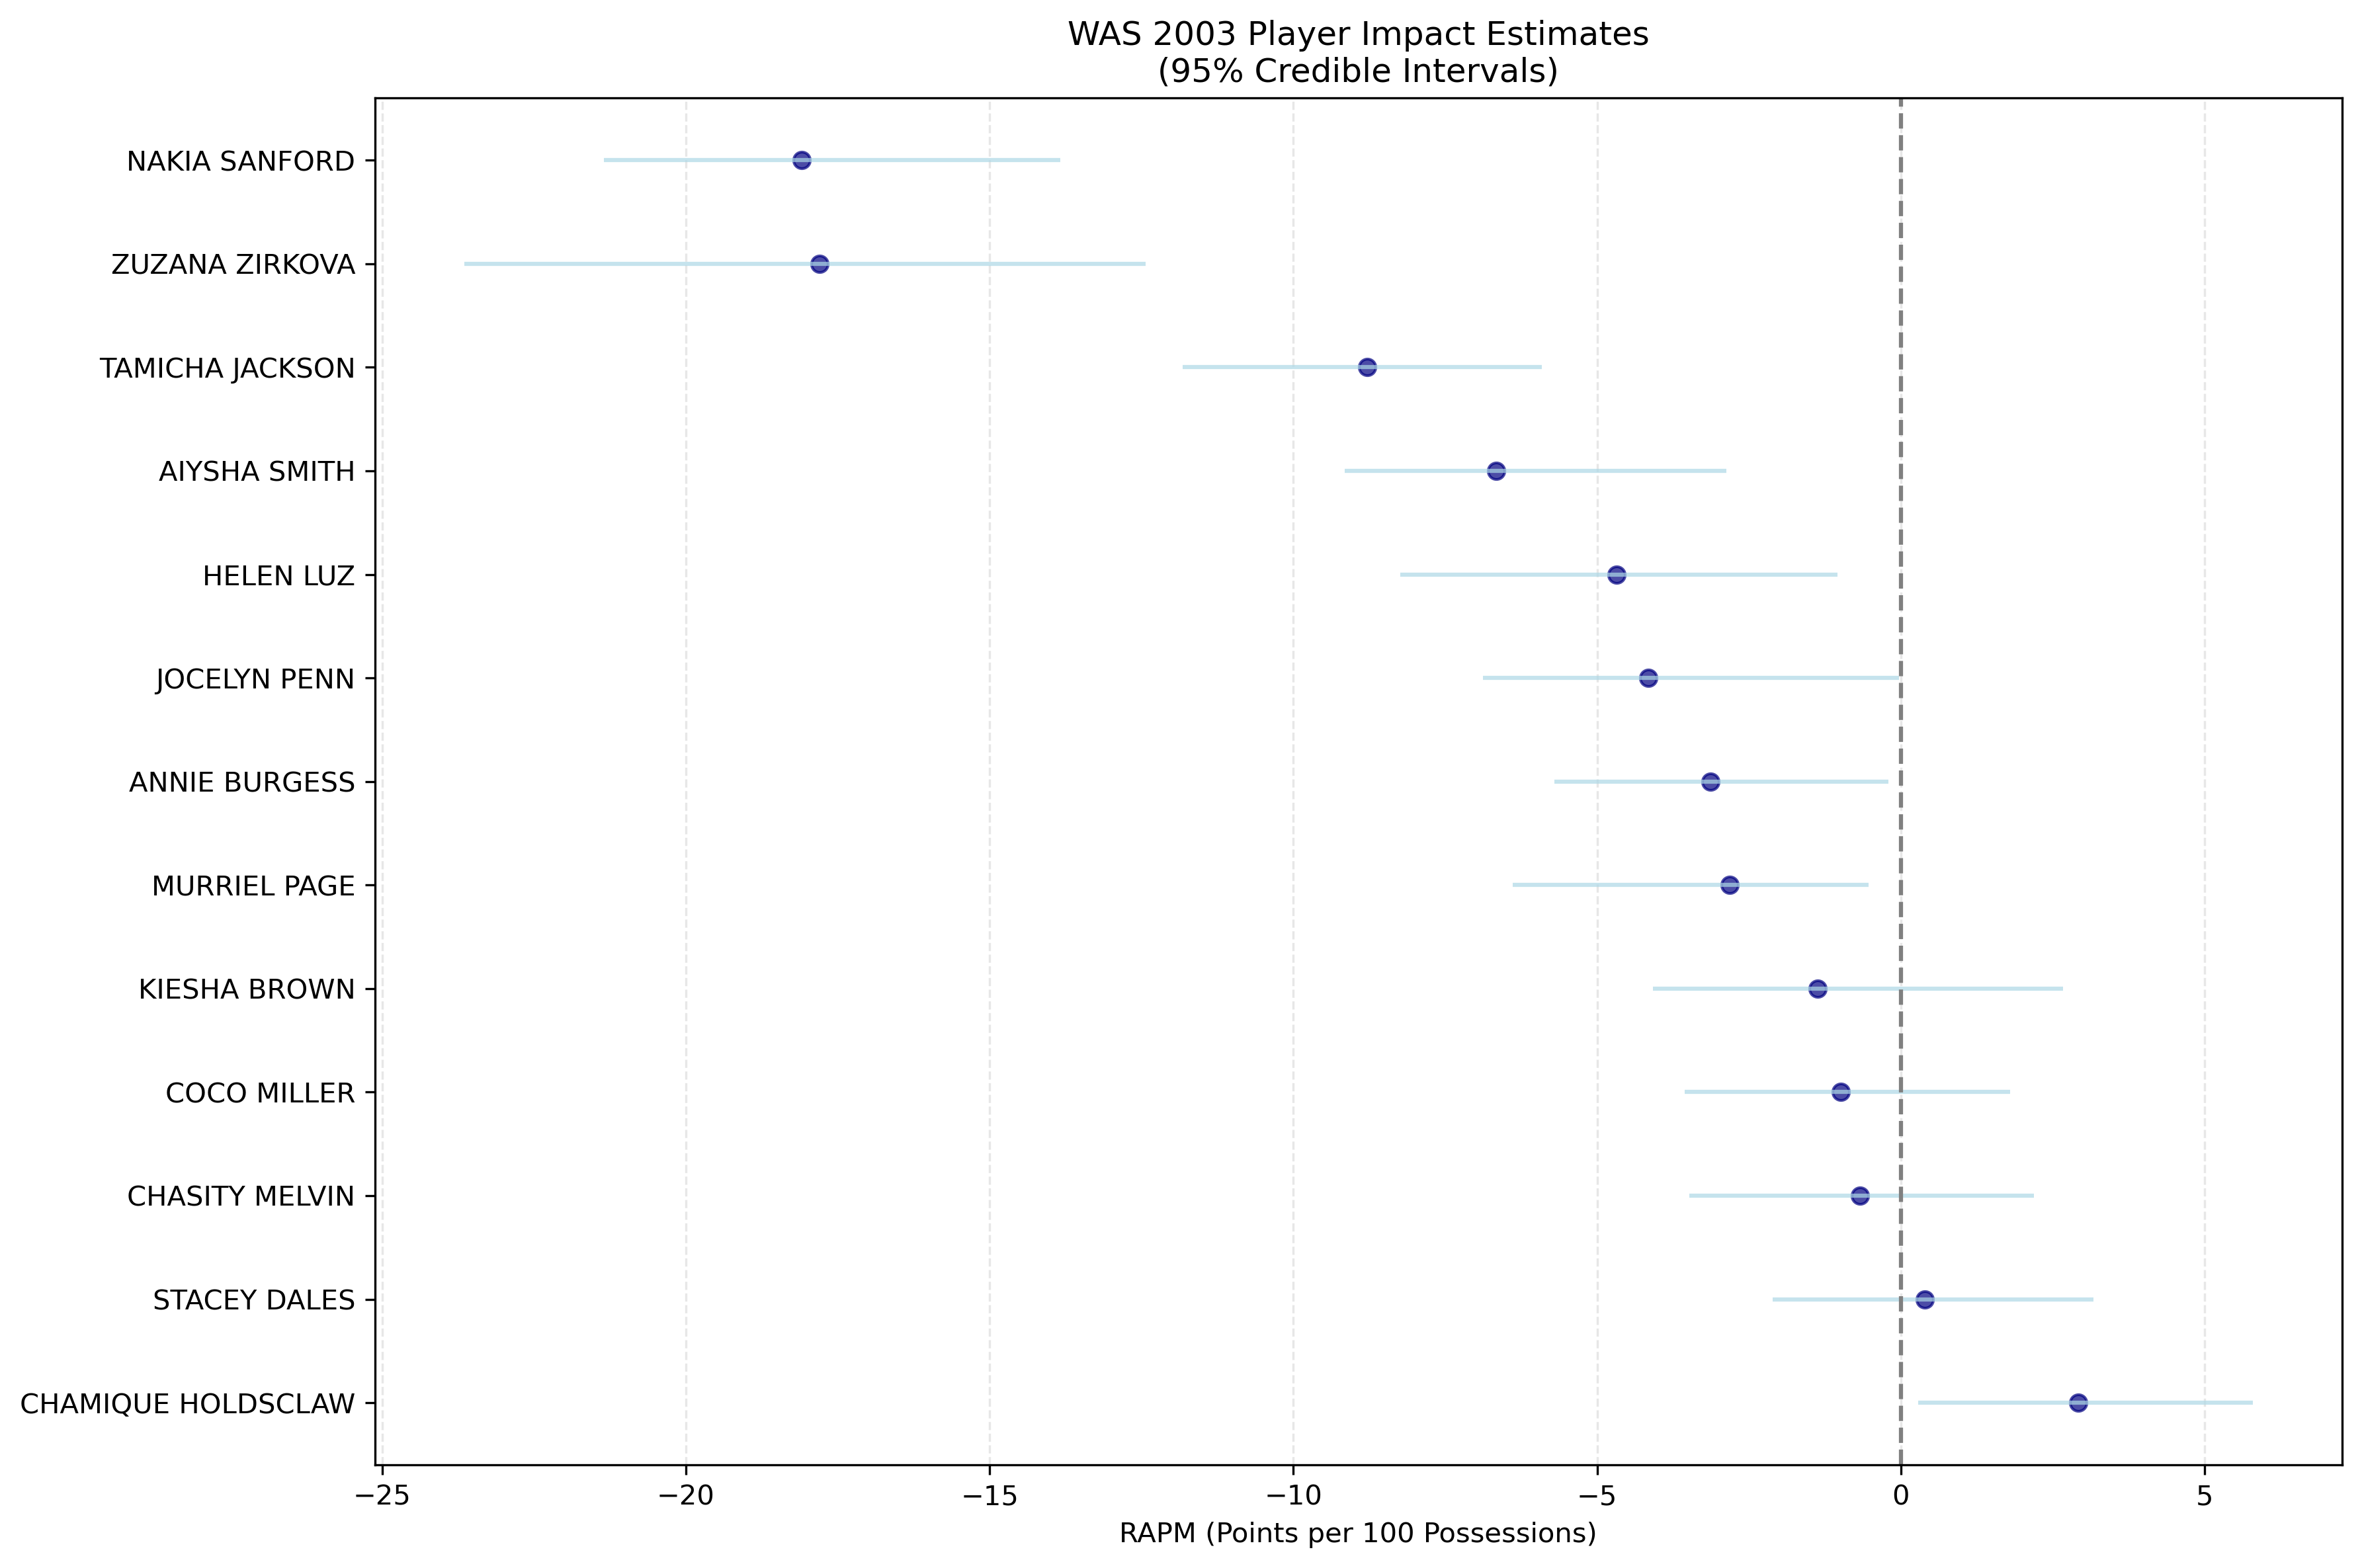 WAS 2003 Player Impact Estimates
(95% Credible Intervals)
NAKIA SANFORD
ZUZANA ZIRKOVA
TAMICHA JACKSON
AIYSHA SMITH
HELEN LUZ
JOCELYN PENN
ANNIE BURGESS
MURRIEL PAGE
KIESHA BROWN
COCO MILLER
CHASITY MELVIN
STACEY DALES
CHAMIQUE HOLDSCLAW
−25 −20 −15 −10 −5 0 5
RAPM (Points per 100 Possessions)